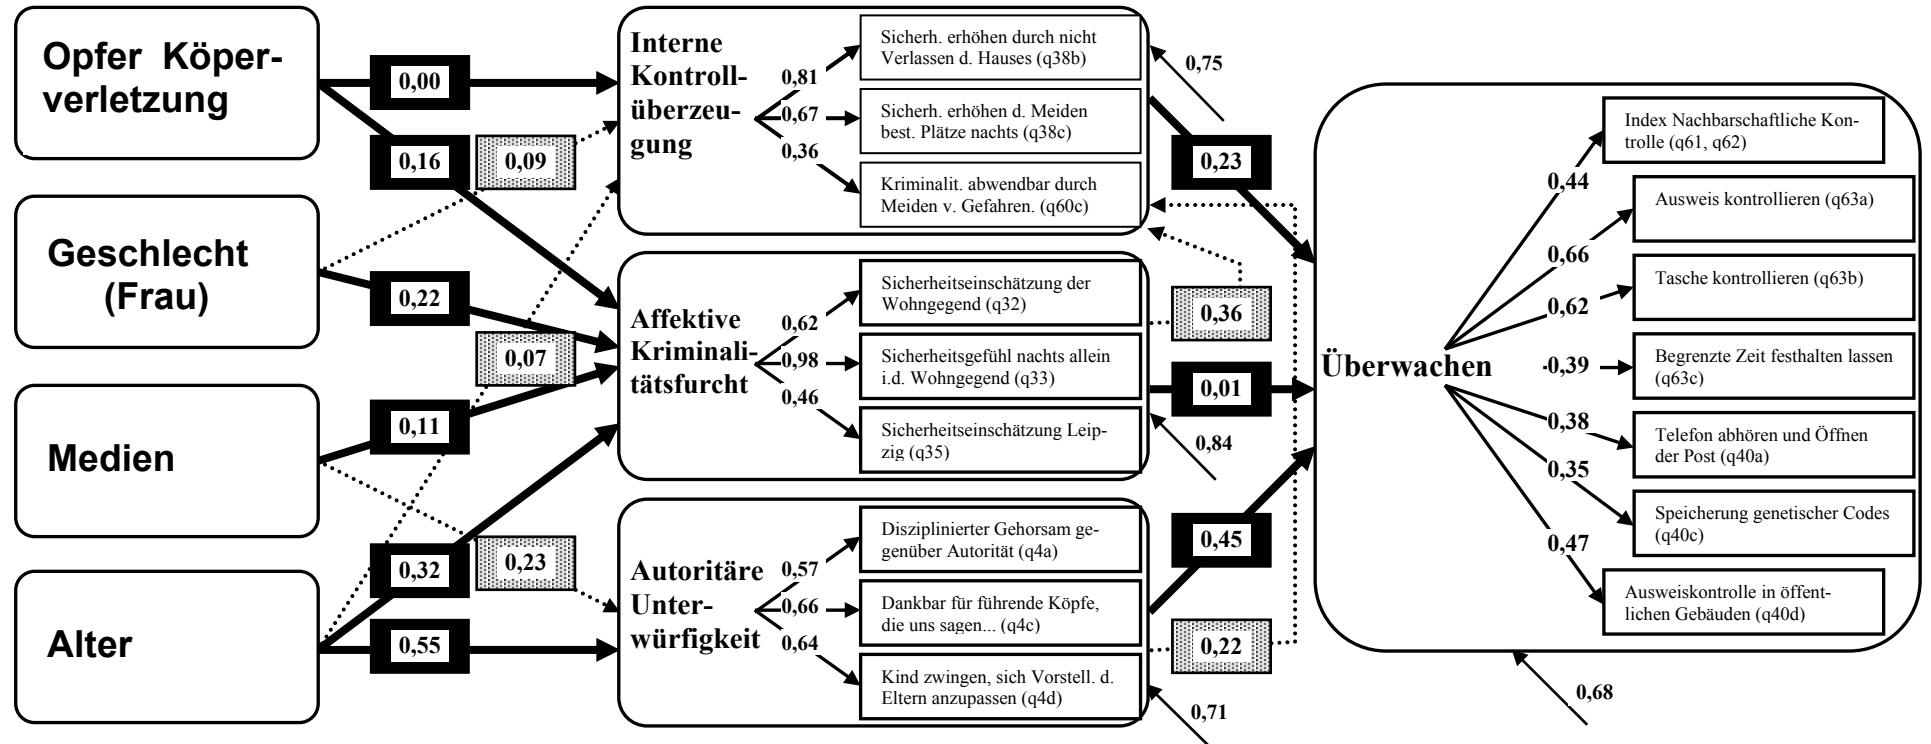 Opfer Köper-
verletzung
Geschlecht
(Frau)
Medien
Alter
0,00
0,16
0,09
0,22
0,07
0,11
0,32
0,23
0,55
Interne
Kontroll-
überzeu-
gung
0,81
0,67
0,36
Sicherh. erhöhen durch nicht
Verlassen d. Hauses (q38b)
Sicherh. erhöhen d. Meiden
best. Plätze nachts (q38c)
Kriminalit. abwendbar durch
Meiden v. Gefahren. (q60c)
Affektive
Kriminali-
tätsfurcht
0,62
0,98
0,46
Sicherheitseinschätzung der
Wohngegend (q32)
Sicherheitsgefühl nachts allein
i.d. Wohngegend (q33)
Sicherheitseinschätzung Leip-
zig (q35)
Autoritäre
Unter-
würfigkeit
0,57
0,66
0,64
Disziplinierter Gehorsam ge-
genüber Autorität (q4a)
Dankbar für führende Köpfe,
die uns sagen... (q4c)
Kind zwingen, sich Vorstell. d.
Eltern anzupassen (q4d)
0,75
0,23
0,36
0,01
0,84
0,45
0,22
0,71
Überwachen
0,44
0,66
0,62
-0,39
0,38
0,35
0,47
Index Nachbarschaftliche Kon-
trolle (q61, q62)
Ausweis kontrollieren (q63a)
Tasche kontrollieren (q63b)
Begrenzte Zeit festhalten lassen
(q63c)
Telefon abhören und Öffnen
der Post (q40a)
Speicherung genetischer Codes
(q40c)
Ausweiskontrolle in öffent-
lichen Gebäuden (q40d)
0,68